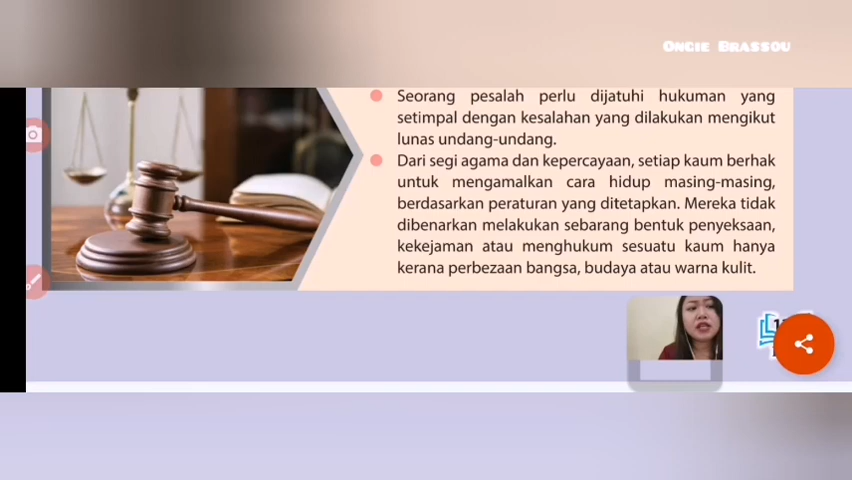 Oncie Brassou
Seorang pesalah perlu dijatuhi hukuman yang
setimpal dengan kesalahan yang dilakukan mengikut
lunas undang-undang.
Dari segi agama dan kepercayaan, setiap kaum berhak
untuk mengamalkan cara hidup masing-masing,
berdasarkan peraturan yang ditetapkan. Mereka tidak
dibenarkan melakukan sebarang bentuk penyeksaan,
kekejaman atau menghukum sesuatu kaum hanya
kerana perbezaan bangsa, budaya atau warna kulit.